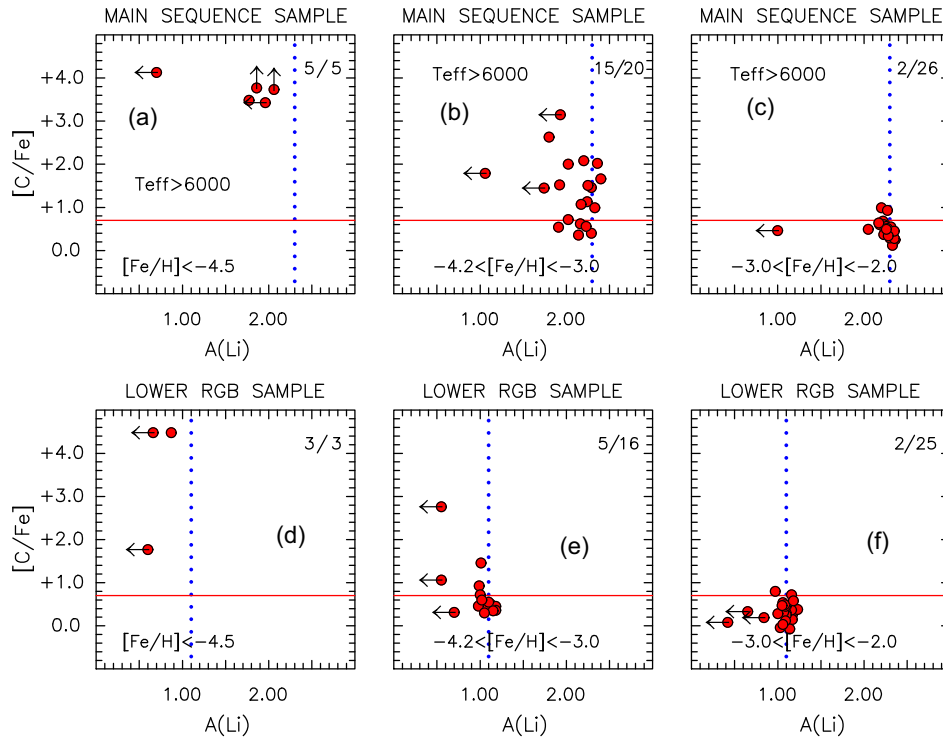 MAIN SEQUENCE SAMPLE
MAIN SEQUENCE SAMPLE
MAIN SEQUENCE SAMPLE
5/5
Teff>6000
15/20
Teff>6000
2/26
+4.0
(a)
(b)
(c)
+3.0
[C/Fe]
+2.0
Teff>6000
+1.0
0.0
[Fe/H]<−4.5
−4.2<[Fe/H]<−3.0
−3.0<[Fe/H]<−2.0
1.00
2.00
1.00
2.00
1.00
2.00
A(Li)
A(Li)
A(Li)
LOWER RGB SAMPLE
LOWER RGB SAMPLE
LOWER RGB SAMPLE
3/3
5/16
2/25
+4.0
+3.0
[C/Fe]
(d)
(e)
(f)
+2.0
+1.0
0.0
[Fe/H]<−4.5
−4.2<[Fe/H]<−3.0
−3.0<[Fe/H]<−2.0
1.00
2.00
1.00
2.00
1.00
2.00
A(Li)
A(Li)
A(Li)